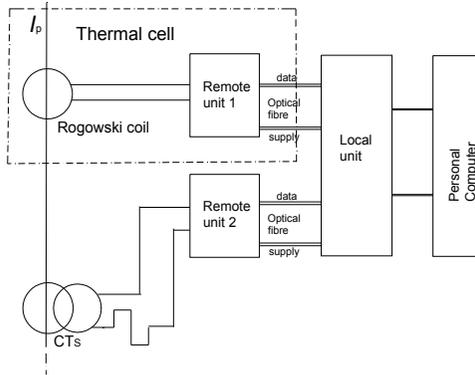 Ip
Thermal cell
Rogowski coil
Remote
unit 1
data
Optical
fibre
supply
Local
unit
Personal
Computer
Remote
unit 2
data
Optical
fibre
supply
CTs